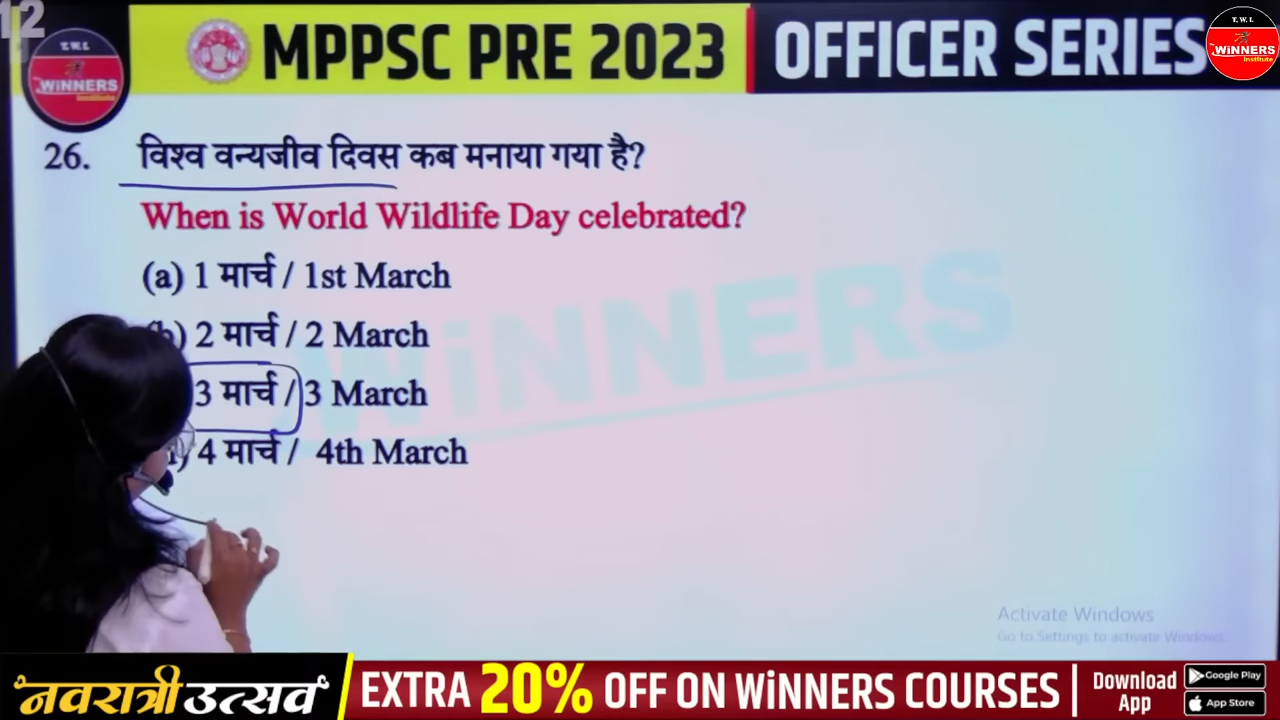 12
T.W.I.
WiNNERS
Institute
MPPSC PRE 2023
OFFICER SERIES
T.W.I.
The
WiNNERS
Institute
26. विश्व वन्यजीव दिवस कब मनाया गया है?
When is World Wildlife Day celebrated?
(a) 1 मार्च / 1st March
2 मार्च / 2 March
3 मार्च / 3 March
4 मार्च / 4th March
WiNNERS
Activate Windows
Go to Settings to activate Windows.
नवरात्री उत्सव
EXTRA 20% OFF ON WiNNERS COURSES
Download
App
Google Play
App Store